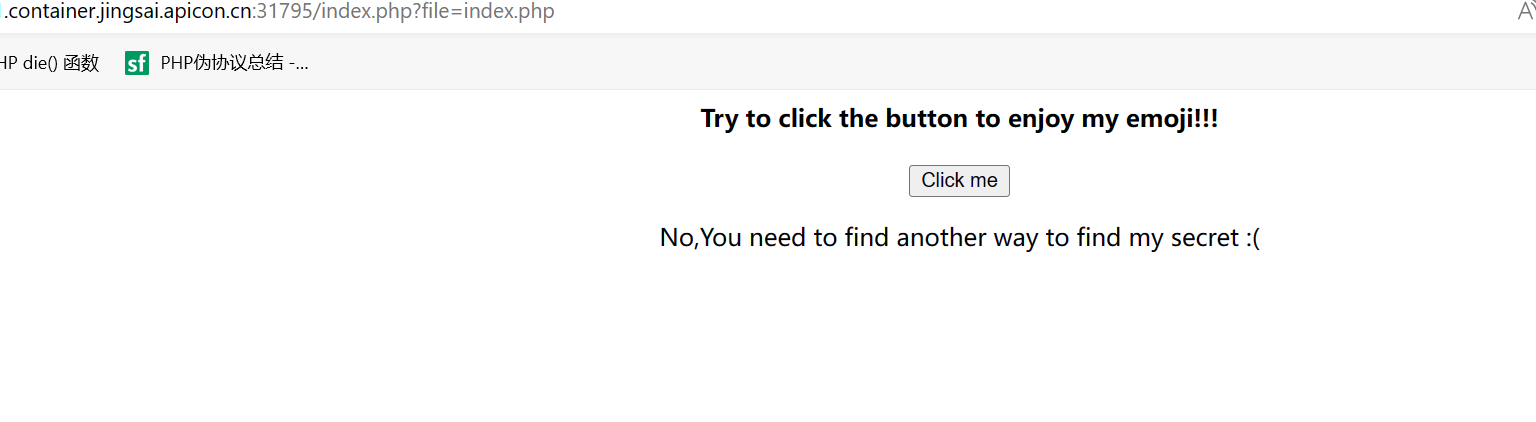 .container.jingsai.apicon.cn:31795/index.php?file=index.php
HP die() 函数 sf PHP伪协议总结 -...
Try to click the button to enjoy my emoji!!!
Click me
No,You need to find another way to find my secret :(